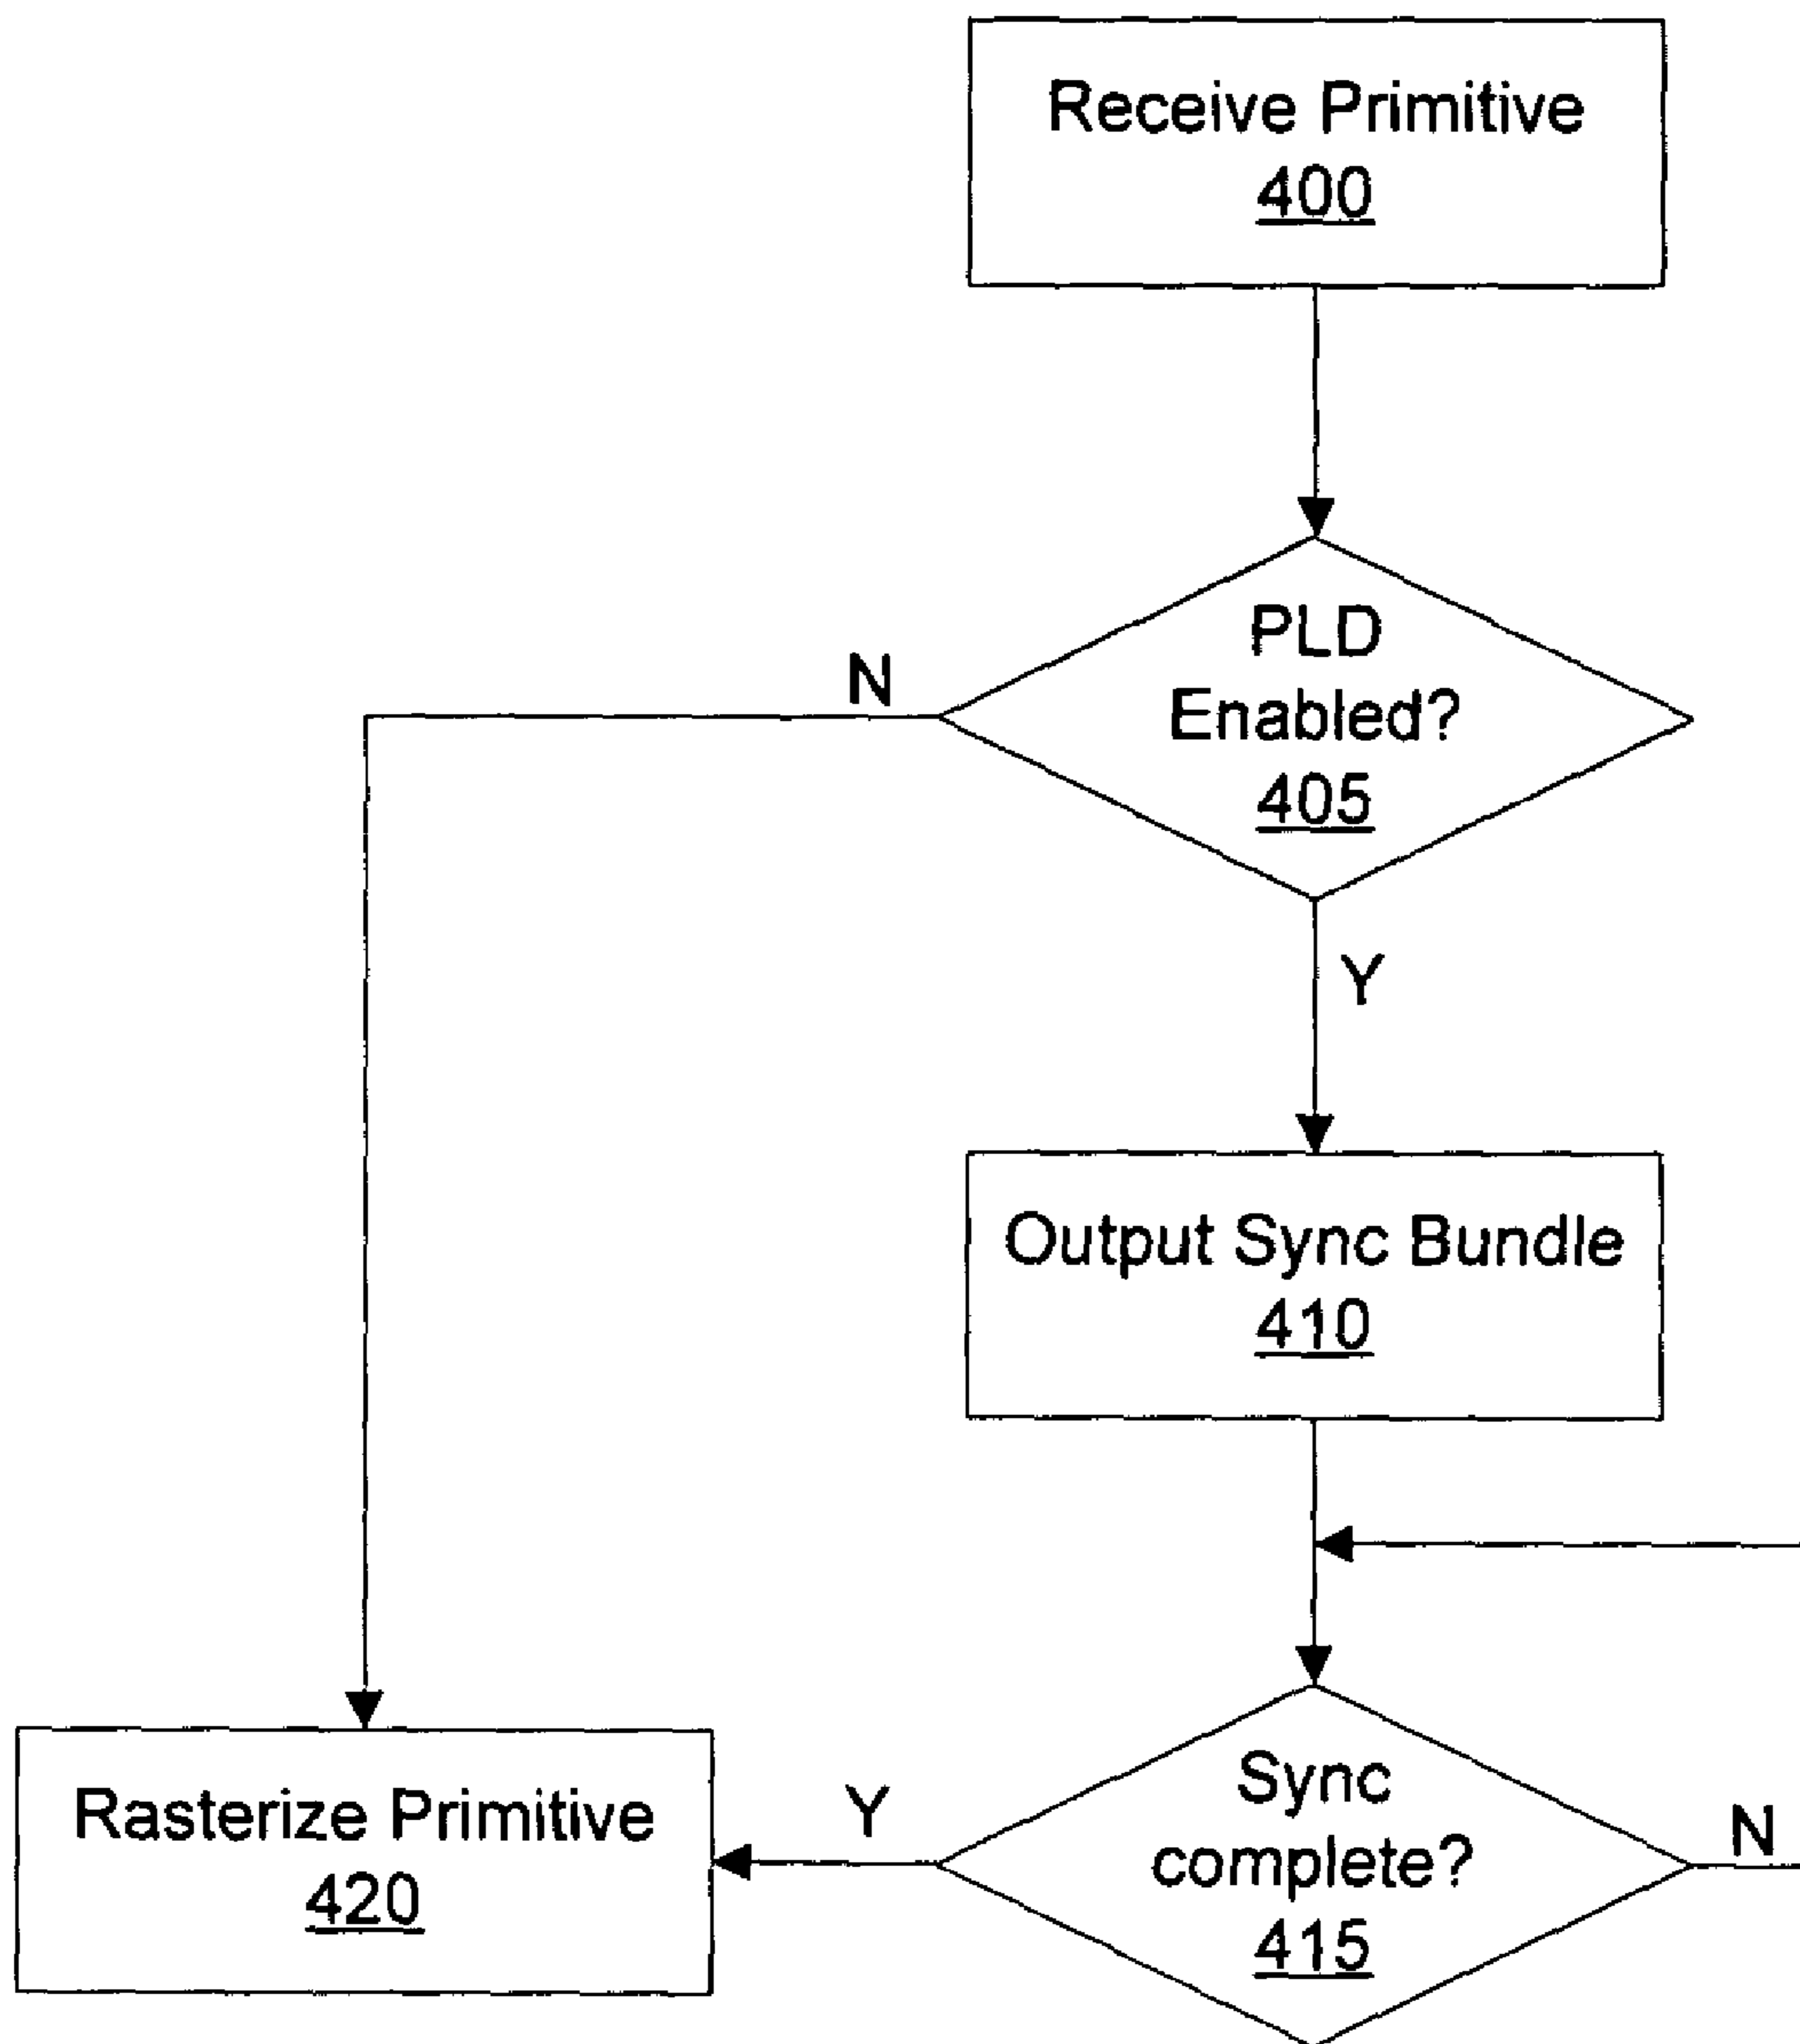 Receive Primitive
400
PLD
Enabled?
405
N
Y
Output Sync Bundle
410
Rasterize Primitive
420
Y
Sync
complete?
415
N